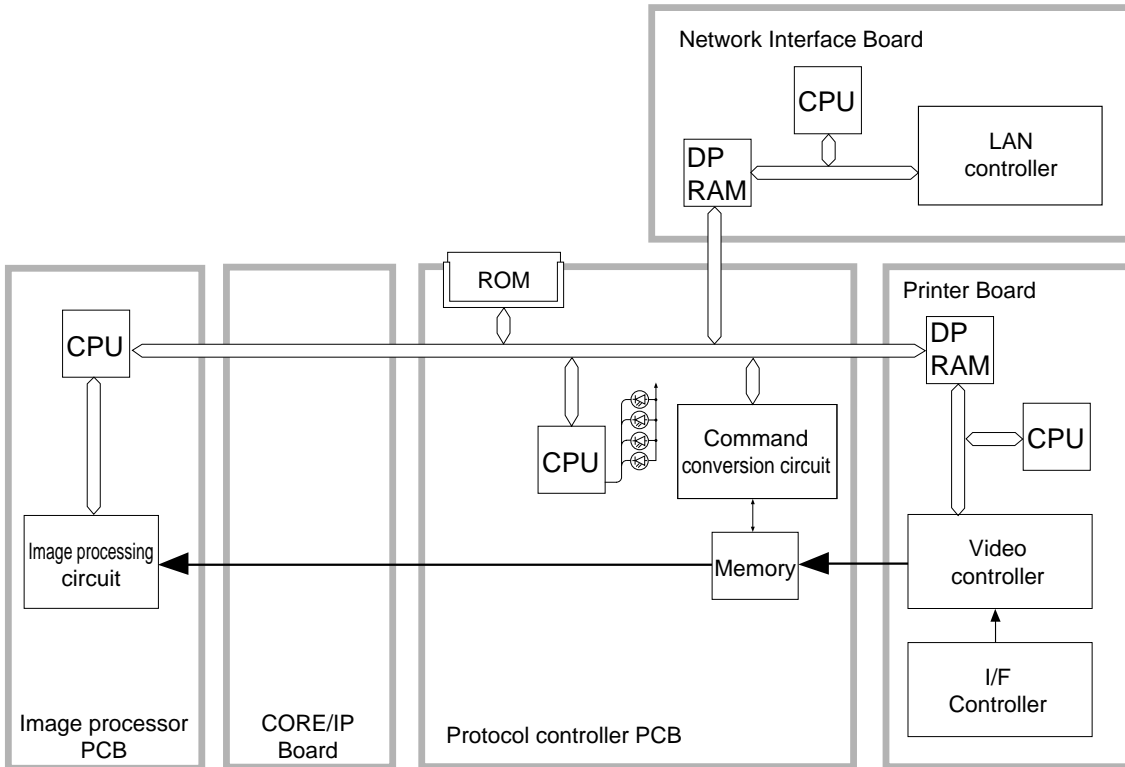 Network Interface Board
CPU
DP
RAM
LAN
controller
ROM
Printer Board
CPU
DP
RAM
CPU
Command
conversion circuit
CPU
Image processing
circuit
Memory
Video
controller
I/F
Controller
Image processor
PCB
CORE/IP
Board
Protocol controller PCB